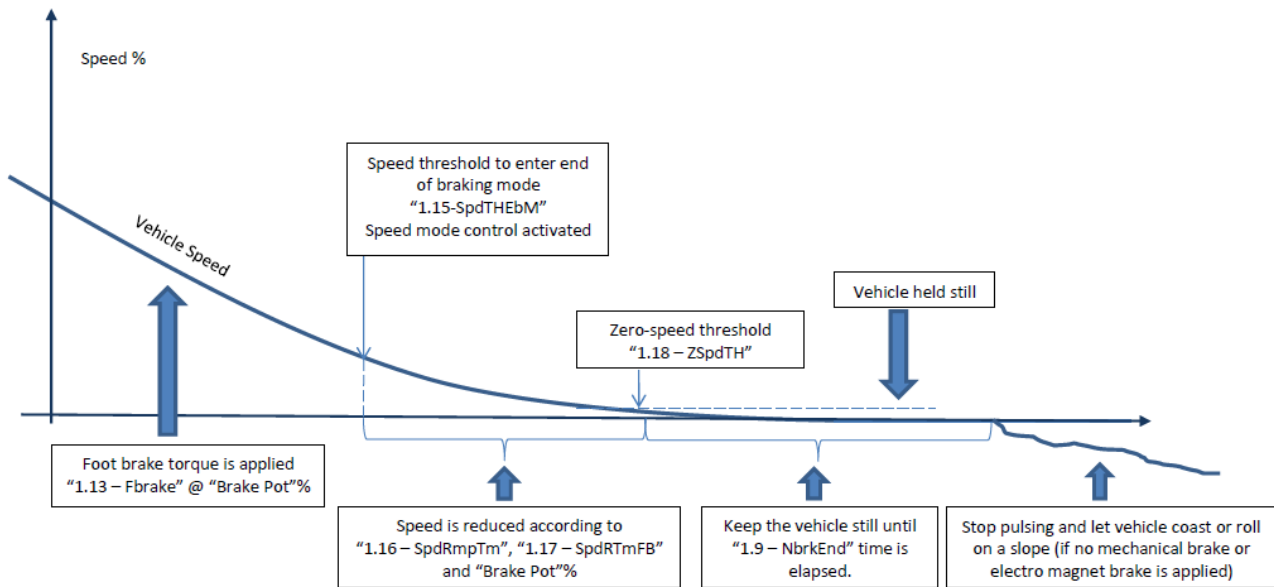 Speed %
Speed threshold to enter end
of braking mode
“1.15-SpdTHEbM”
Speed mode control activated
Vehicle Speed
Vehicle held still
Zero-speed threshold
“1.18 – ZSpdTH”
Foot brake torque is applied
“1.13 – Fbrake” @ “Brake Pot”%
Speed is reduced according to
“1.16 – SpdRmpTm”, “1.17 – SpdRTmFB”
and “Brake Pot”%
Keep the vehicle still until
“1.9 – NbrkEnd” time is
elapsed.
Stop pulsing and let vehicle coast or roll
on a slope (if no mechanical brake or
electro magnet brake is applied)